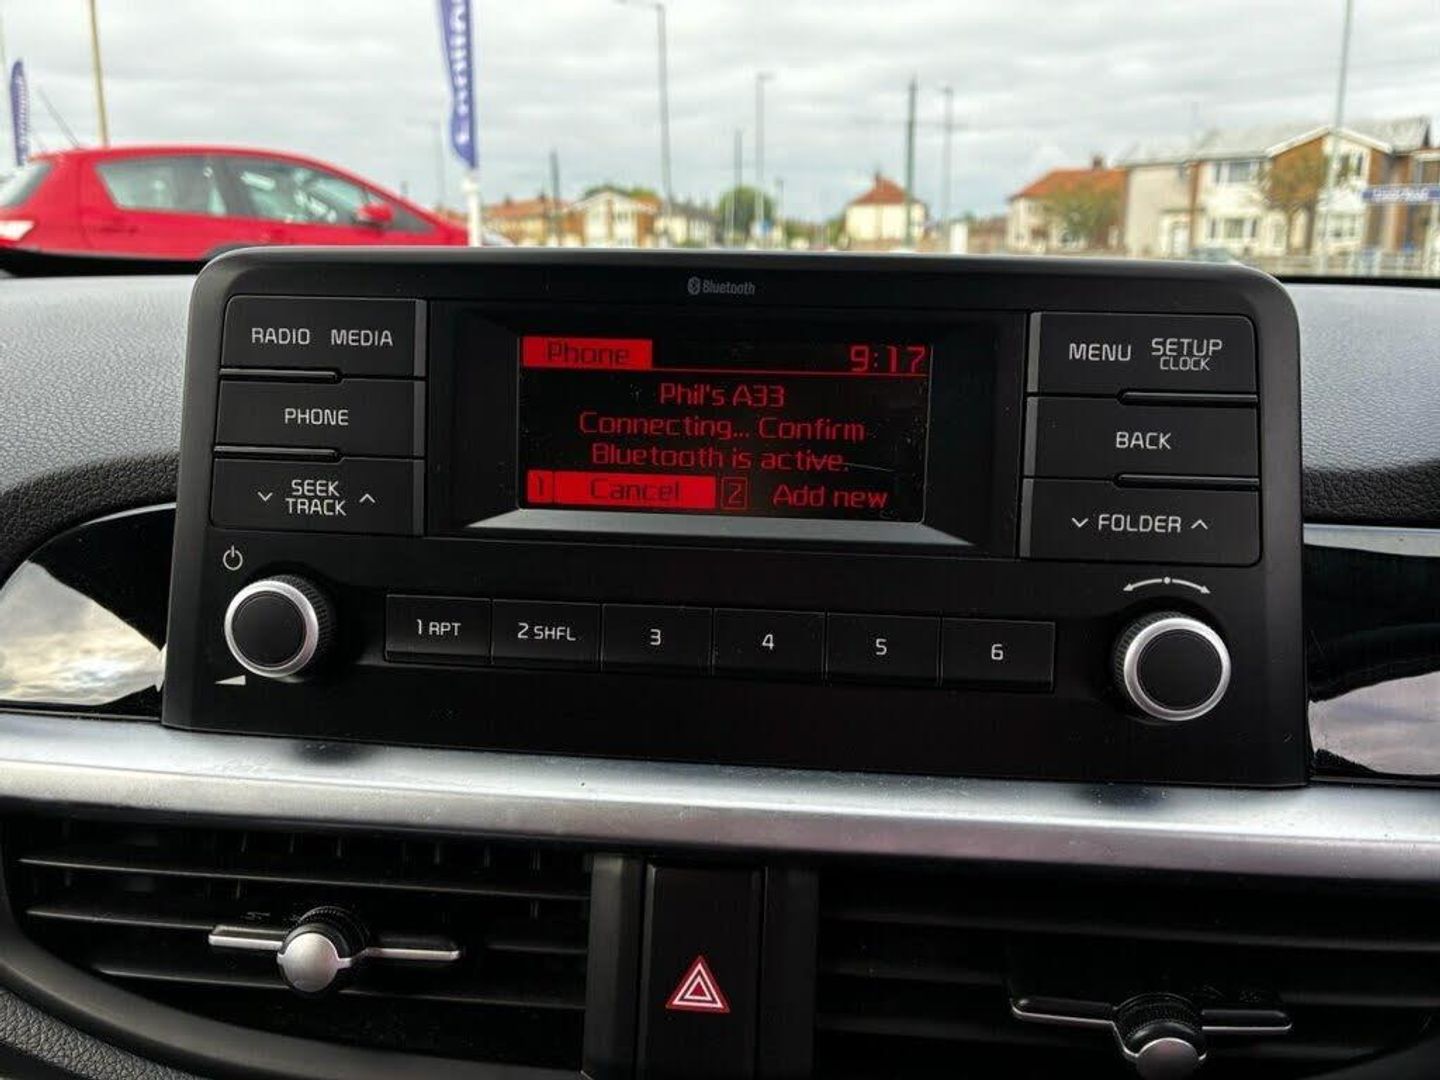 Bluetooth
RADIO MEDIA
PHONE
SEEK
TRACK
Phone 9:17
Phil's A33
Connecting... Confirm
Bluetooth is active.
1 Cancel 2 Add new
MENU SETUP
CLOCK
BACK
FOLDER
1 RPT 2 SHFL 3 4 5 6